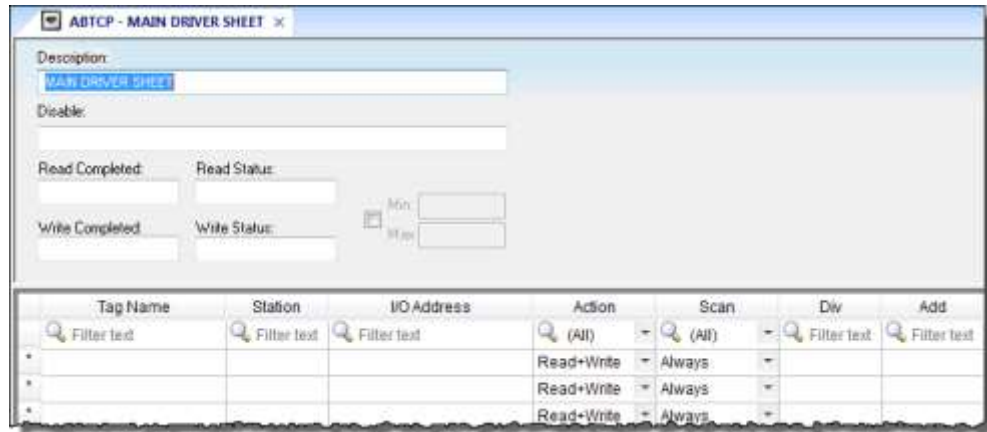 ABTCP - MAIN DRIVER SHEET ×
Description:
MAIN DRIVER SHEET
Disable:
Read Completed: Read Status:
Min:
Write Completed: Write Status:
Max:
Tag Name Station I/O Address Action Scan Div Add
Filter text Filter text Filter text (All) (All) Filter text Filter text
* Read+Write Always
* Read+Write Always
* Read+Write Always